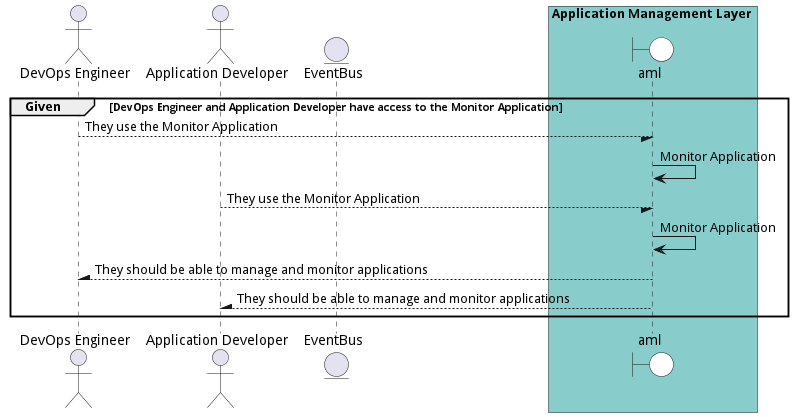 Application Management Layer
DevOps Engineer
Application Developer
EventBus
aml
Given
[DevOps Engineer and Application Developer have access to the Monitor Application]
They use the Monitor Application
Monitor Application
They use the Monitor Application
Monitor Application
They should be able to manage and monitor applications
They should be able to manage and monitor applications
DevOps Engineer
Application Developer
EventBus
aml